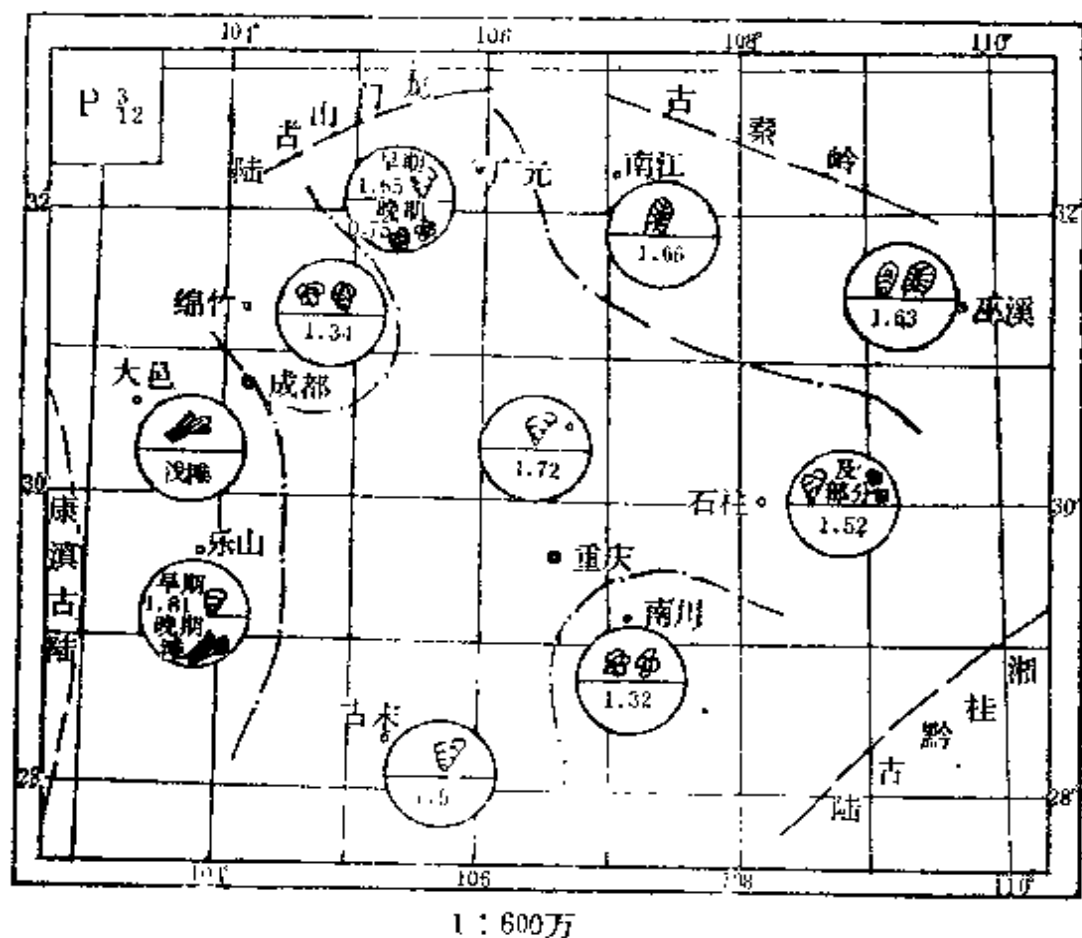 104° 106 108° 110°
P 3/12
龙门山古陆
古秦岭
早期
1.65
晚期
广元
南江
32
32°
1.66
绵竹
1.34
1.63
巫溪
成都
大邑
浅滩
1.72
及
部分
1.52
石柱
30°
30°
康滇古陆
乐山
早期
1.81
晚期
滩
重庆
南川
1.32
古宋
28°
28°
湘桂黔古陆
104° 106 108 110°
1:600万